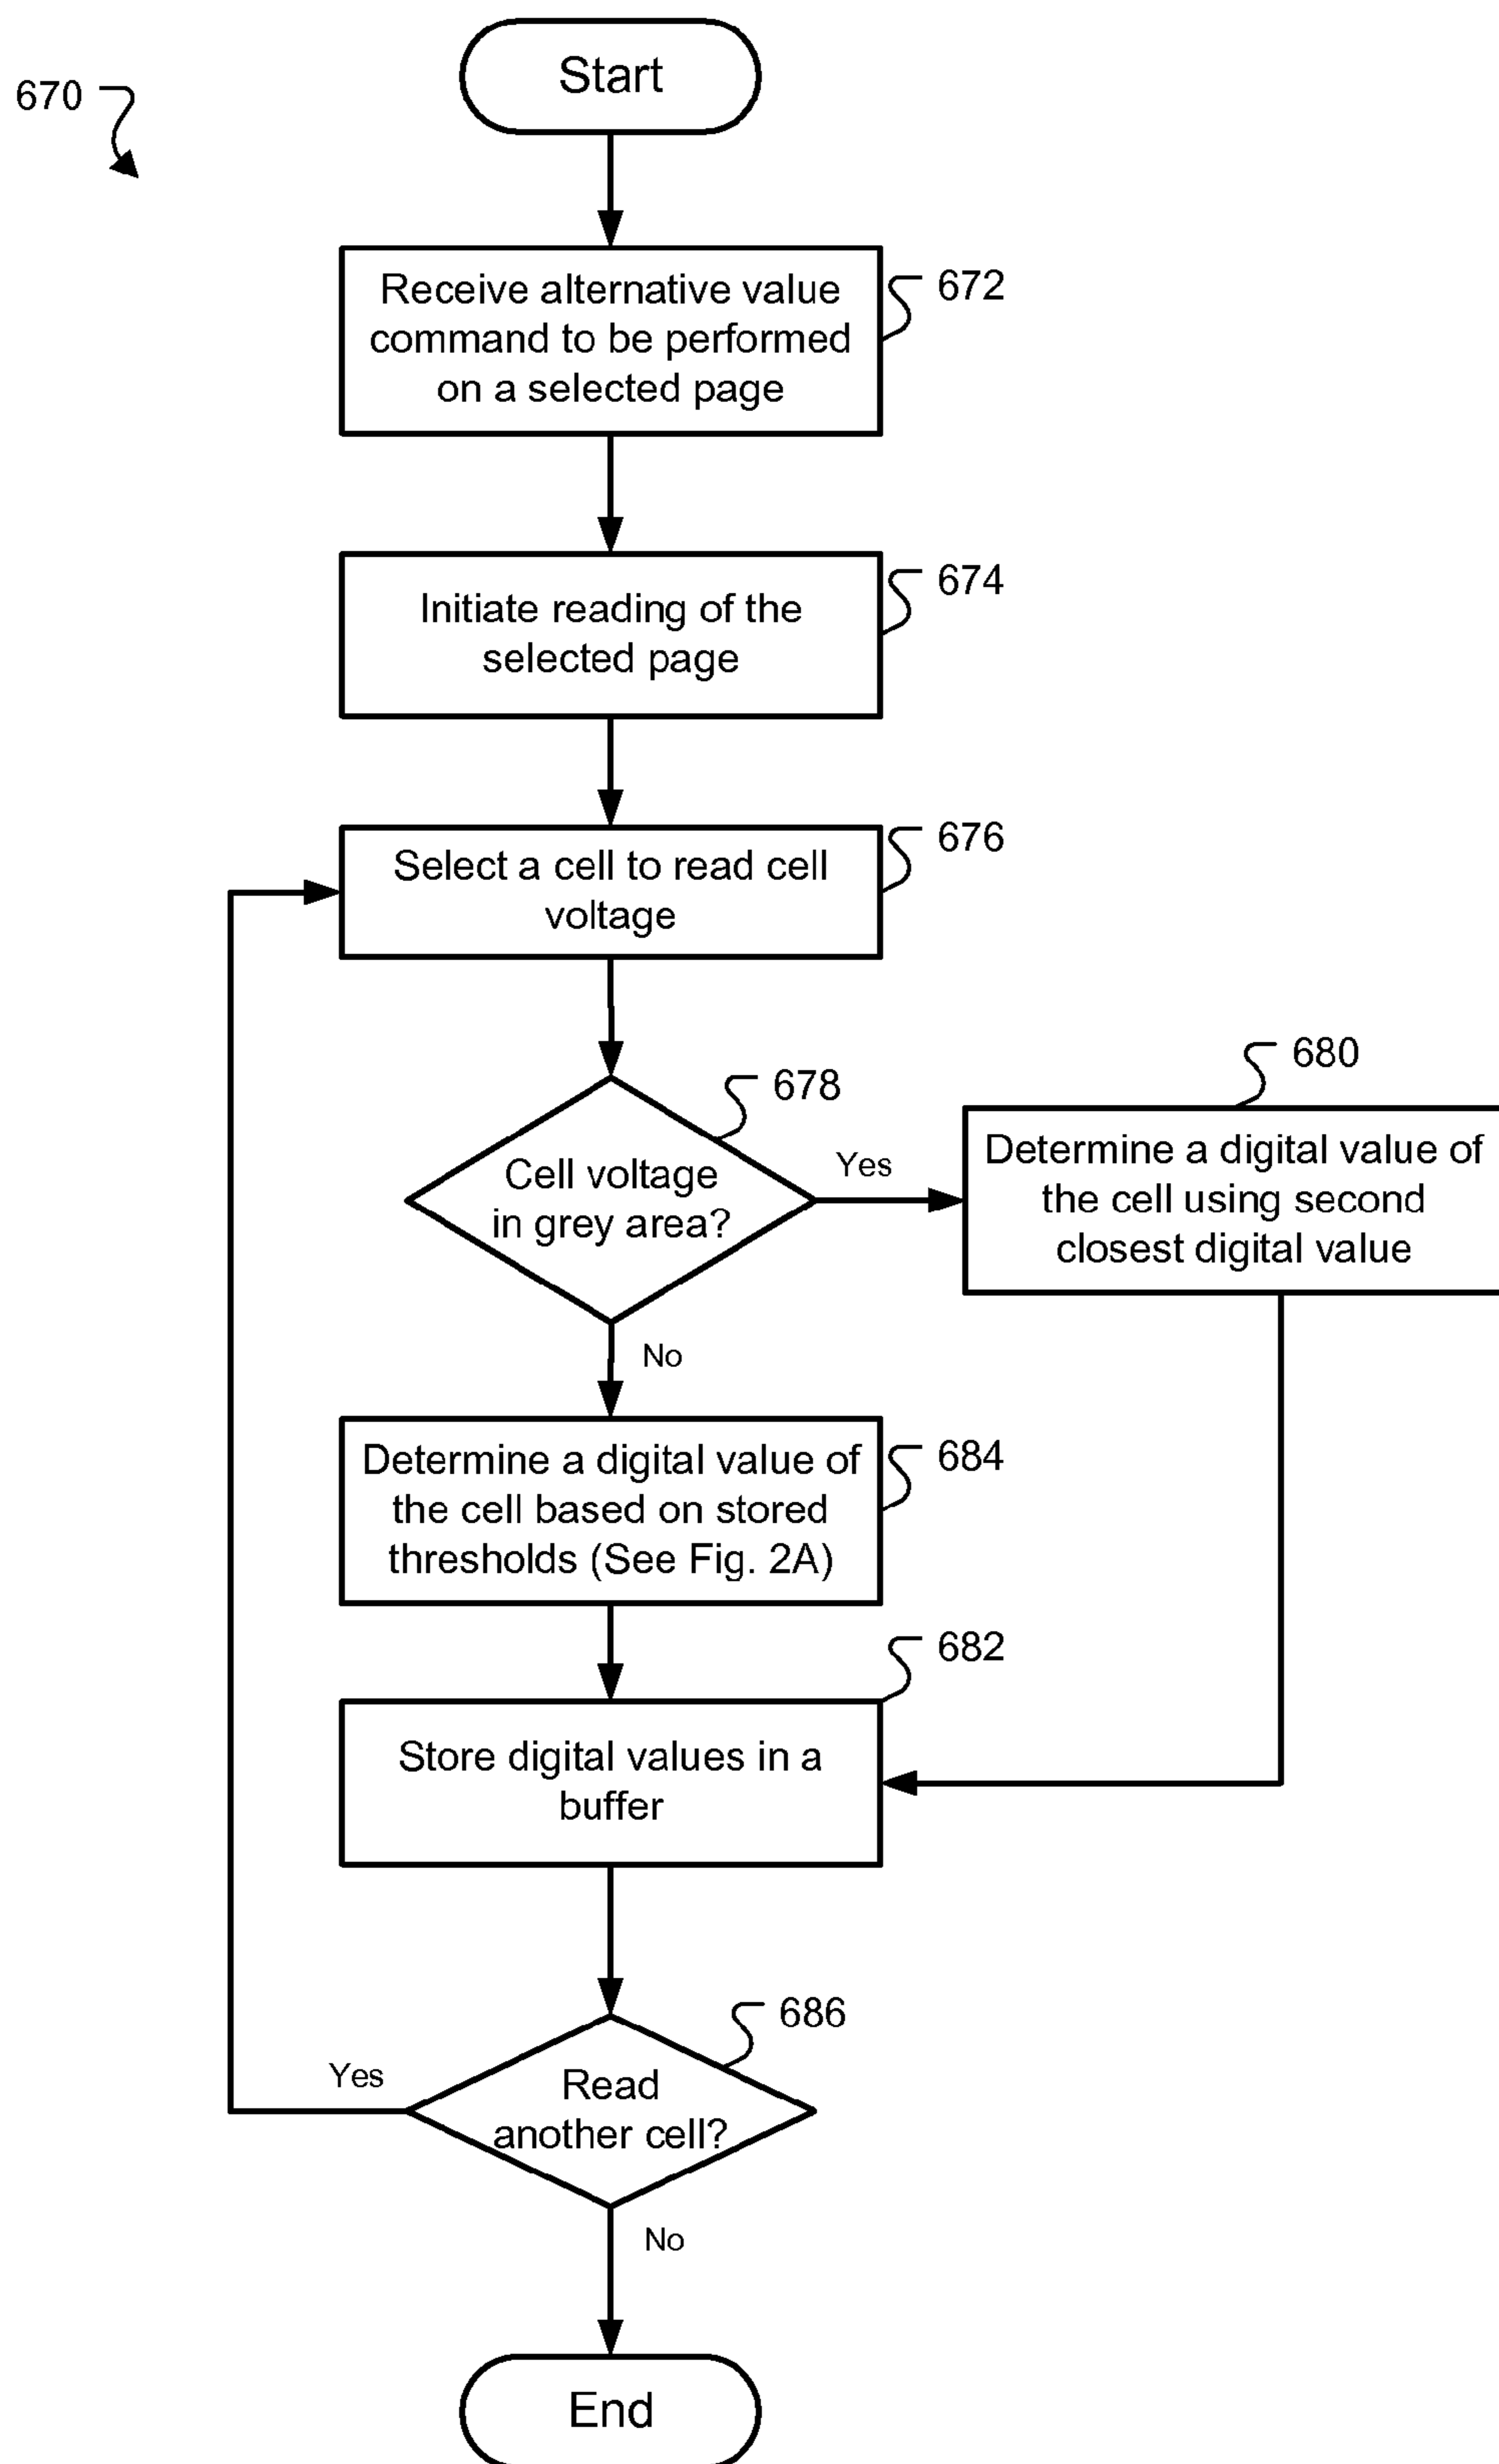 Start
670
Receive alternative value
command to be performed
on a selected page
672
Initiate reading of the
selected page
674
Select a cell to read cell
voltage
676
Cell voltage
in grey area?
678
Yes
680
Determine a digital value of
the cell using second
closest digital value
No
Determine a digital value of
the cell based on stored
thresholds (See Fig. 2A)
684
682
Store digital values in a
buffer
686
Read
another cell?
Yes
No
End